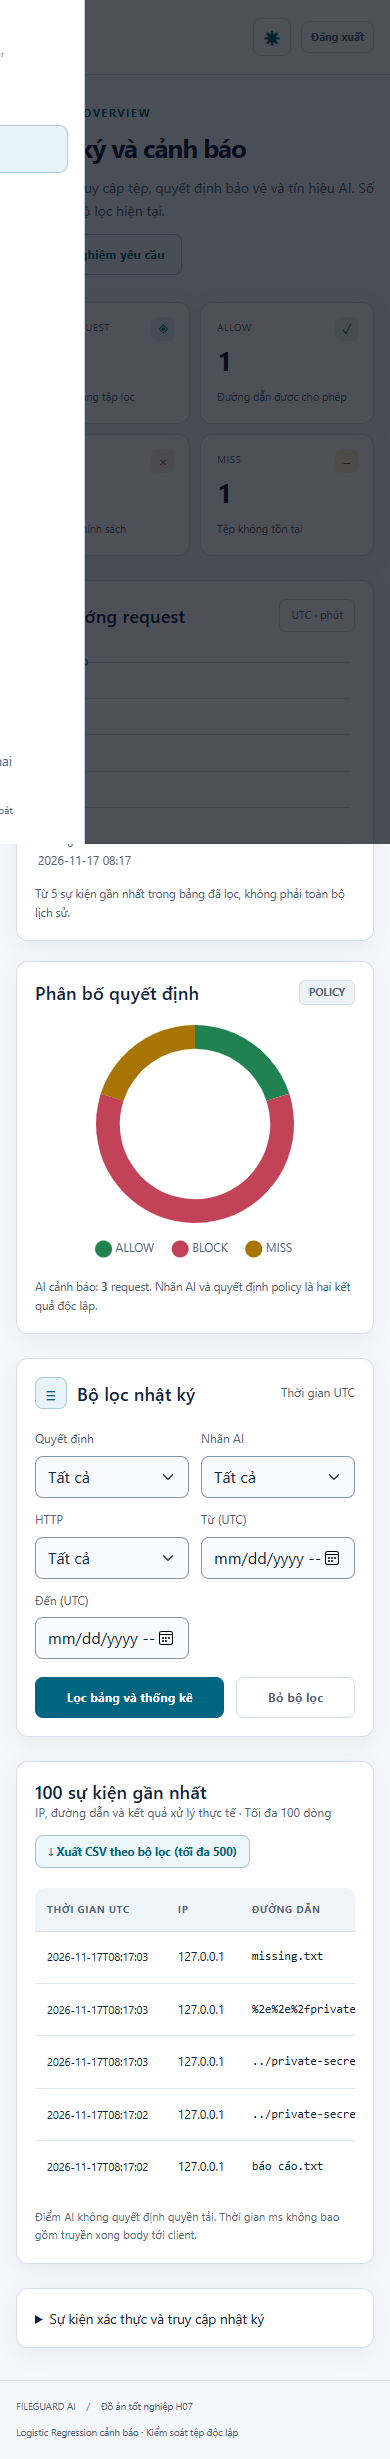 Đăng xuất
OVERVIEW
ký và cảnh báo
uy cập tệp, quyết định bảo vệ và tín hiệu AI. Số
ộ lọc hiện tại.
ghiệm yêu cầu
UEST
ng tập lọc
ALLOW
1
Đường dẫn được cho phép
hính sách
MISS
1
Tệp không tồn tại
ớng request
UTC · phút
nai
oát
2026-11-17 08:17
Từ 5 sự kiện gần nhất trong bảng đã lọc, không phải toàn bộ
lịch sử.
Phân bố quyết định
POLICY
ALLOW
BLOCK
MISS
AI cảnh báo: 3 request. Nhãn AI và quyết định policy là hai kết
quả độc lập.
Bộ lọc nhật ký
Thời gian UTC
Quyết định
Nhãn AI
Tất cả
Tất cả
HTTP
Từ (UTC)
Tất cả
mm/dd/yyyy --
Đến (UTC)
mm/dd/yyyy --
Lọc bảng và thống kê
Bỏ bộ lọc
100 sự kiện gần nhất
IP, đường dẫn và kết quả xử lý thực tế · Tối đa 100 dòng
↓ Xuất CSV theo bộ lọc (tối đa 500)
THỜI GIAN UTC IP ĐƯỜNG DẪN
2026-11-17T08:17:03 127.0.0.1 missing.txt
2026-11-17T08:17:03 127.0.0.1 %2e%2e%2fprivate
2026-11-17T08:17:03 127.0.0.1 ../private-secre
2026-11-17T08:17:02 127.0.0.1 ../private-secre
2026-11-17T08:17:02 127.0.0.1 báo cáo.txt
Điểm AI không quyết định quyền tải. Thời gian ms không bao
gồm truyền xong body tới client.
▶ Sự kiện xác thực và truy cập nhật ký
FILEGUARD AI / Đồ án tốt nghiệp H07
Logistic Regression cảnh báo · Kiểm soát tệp độc lập